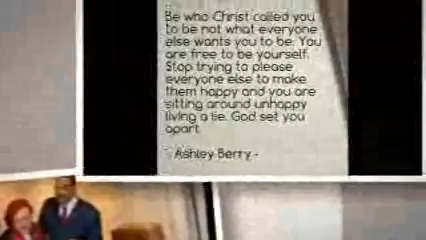 Be who Christ called you
to be not what everyone
else wants you to be. You
are free to be yourself.
Stop trying to please
everyone else to make
them happy and you are
sitting around unhappy
living a lie. God set you
apart
~ Ashley Berry ~